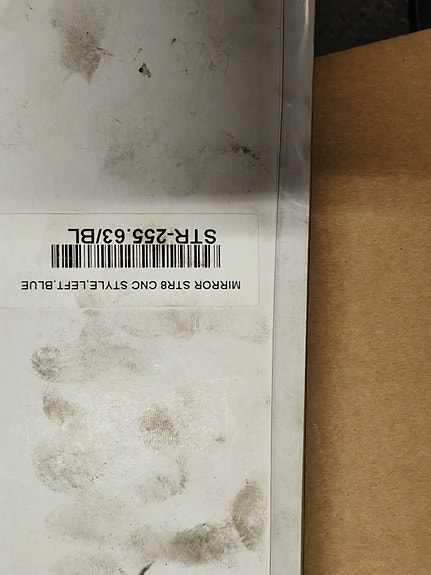 MIRROR STR8 CNC STYLE,LEFT,BLUE
STR-255.63/BL